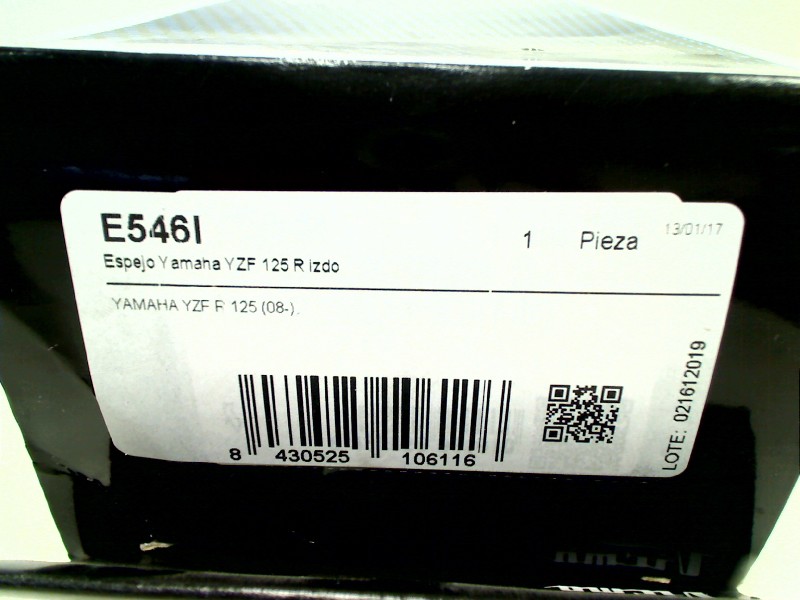 E546I
1 Pieza 13/01/17
Espejo Yamaha YZF 125 R izdo
YAMAHA YZF R 125 (08-).
8 430525 106116
LOTE: 021612019